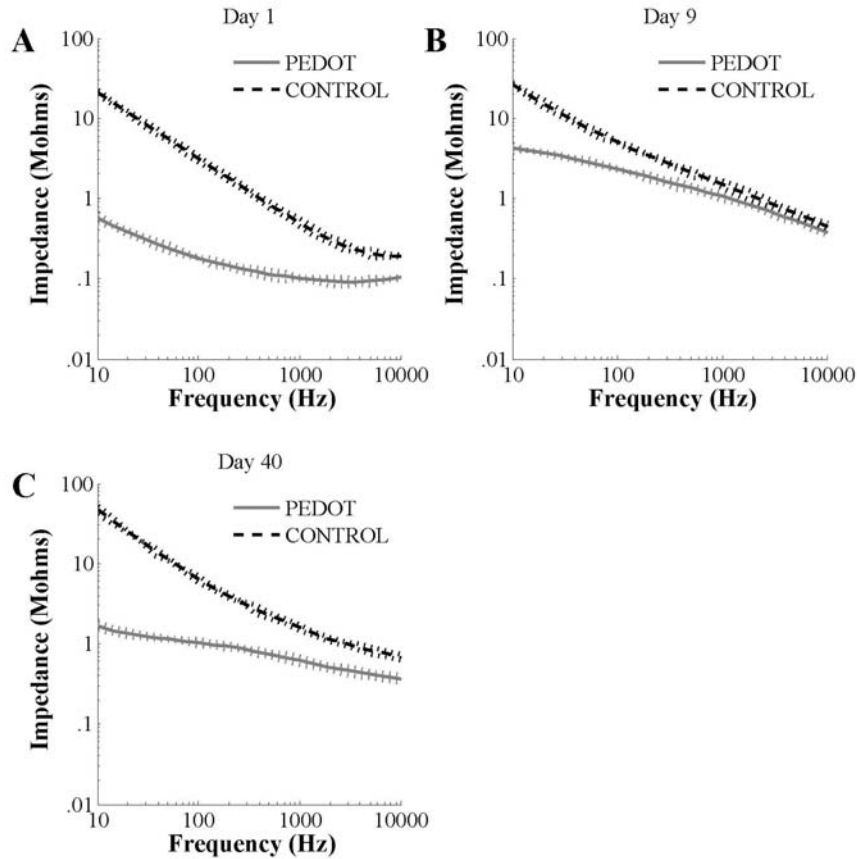 A
Day 1
100
10
1
.1
.01
Impedance (Mohms)
PEDOT
CONTROL
10
100
1000
10000
Frequency (Hz)
B
Day 9
100
10
1
.1
.01
Impedance (Mohms)
PEDOT
CONTROL
10
100
1000
10000
Frequency (Hz)
C
Day 40
100
10
1
.1
.01
Impedance (Mohms)
PEDOT
CONTROL
10
100
1000
10000
Frequency (Hz)